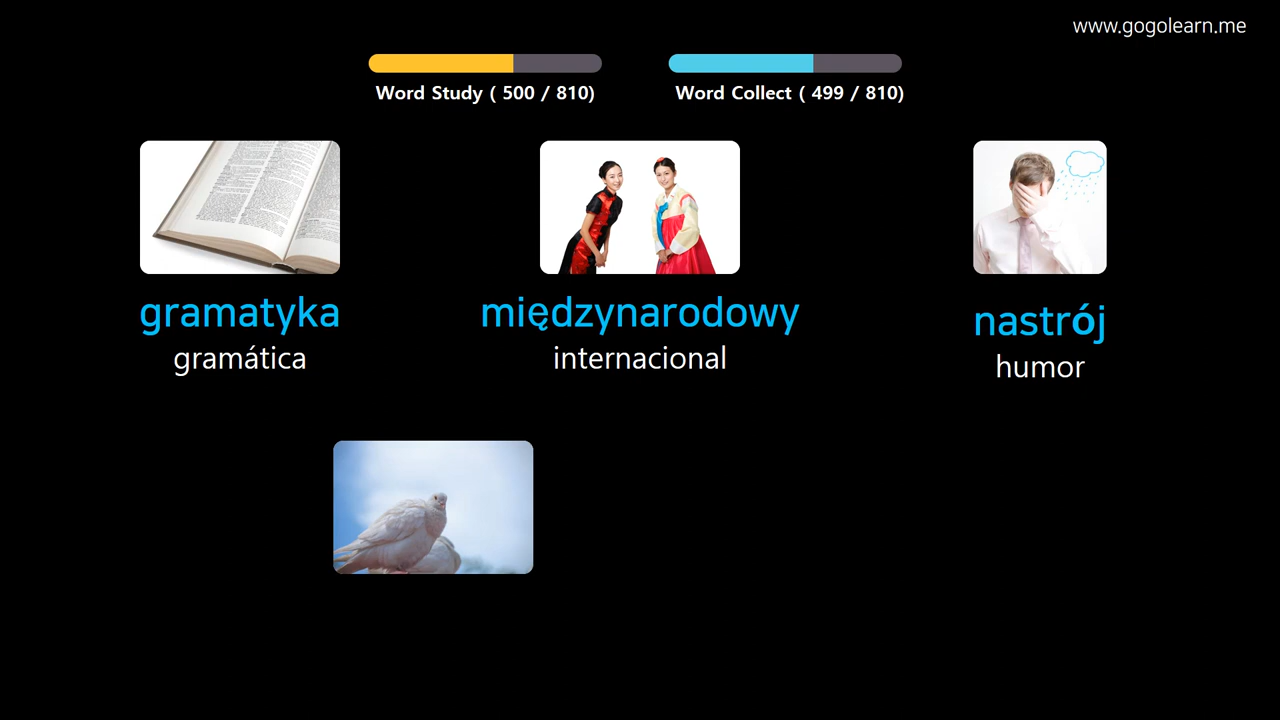 www.gogolearn.me
Word Study ( 500 / 810)
Word Collect ( 499 / 810)
gramatyka
gramática
międzynarodowy
internacional
nastrój
humor